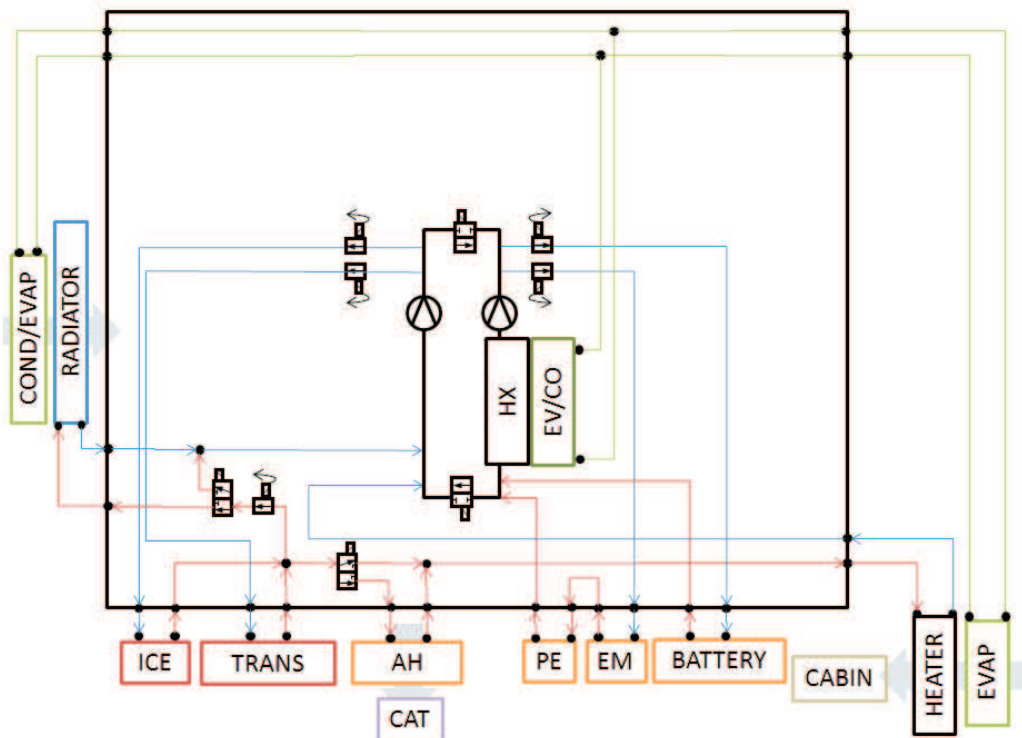 COND/EVAP
RADIATOR
HX
EV/CO
ICE
TRANS
AH
PE
EM
BATTERY
CABIN
HEATER
EVAP
CAT